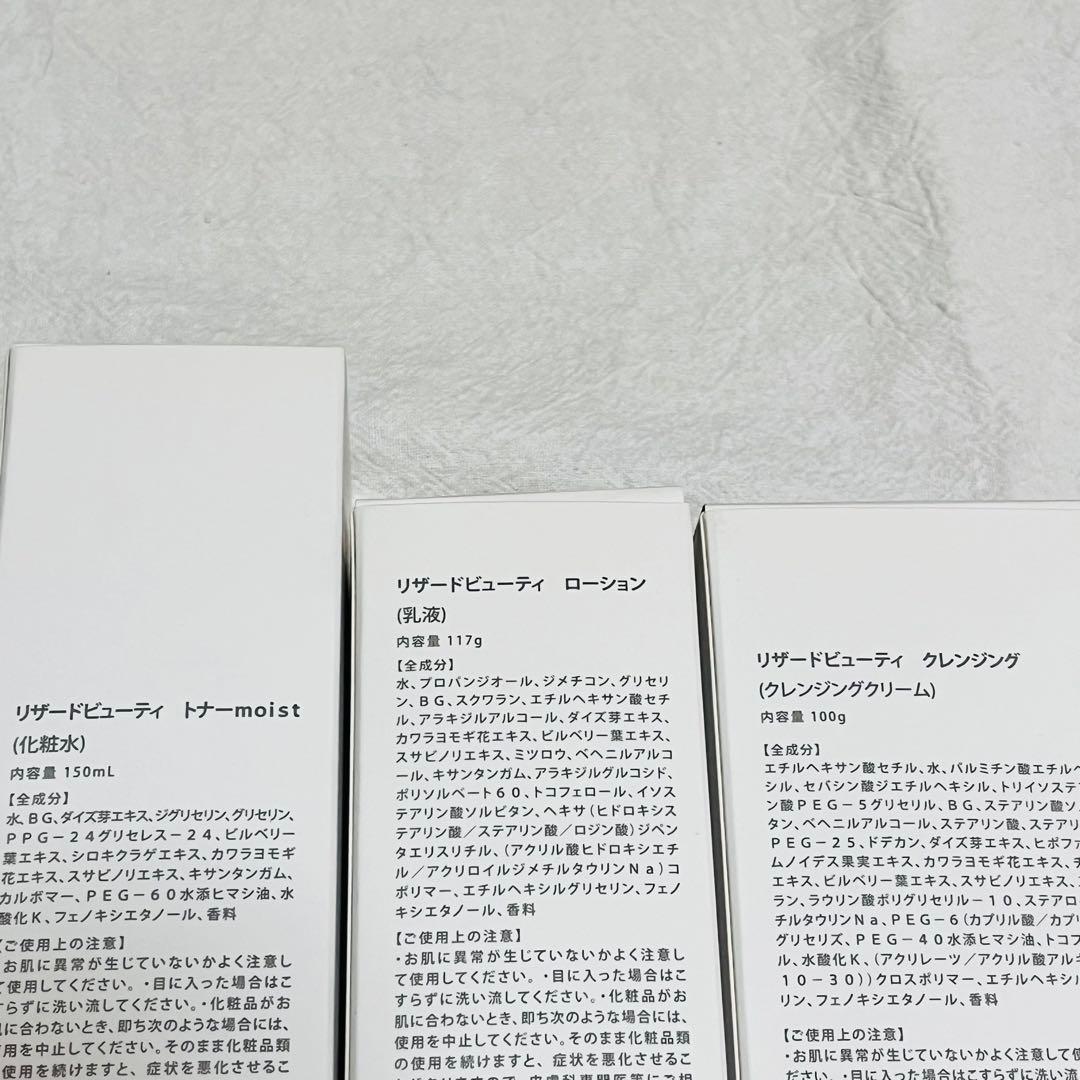 リザードビューティ トナーmoist
(化粧水)
内容量 150mL
【全成分】
水、BG、ダイズ芽エキス、ジグリセリン、グリセリン、
PPG－24グリセレス－24、ビルベリー
葉エキス、シロキクラゲエキス、カワラヨモギ
花エキス、スサビノリエキス、キサンタンガム、
カルボマー、PEG－60水添ヒマシ油、水
酸化K、フェノキシエタノール、香料
【ご使用上の注意】
お肌に異常が生じていないかよく注意し
て使用してください。・目に入った場合はこ
すらずに洗い流してください。・化粧品がお
肌に合わないとき、即ち次のような場合には、
使用を中止してください。そのまま化粧品類
の使用を続けますと、症状を悪化させるこ
リザードビューティ ローション
(乳液)
内容量 117g
【全成分】
水、プロパンジオール、ジメチコン、グリセリ
ン、BG、スクワラン、エチルヘキサン酸セチ
ル、アラキジルアルコール、ダイズ芽エキス、
カワラヨモギ花エキス、ビルベリー葉エキス、
スサビノリエキス、ミツロウ、ベヘニルアルコ
ール、キサンタンガム、アラキジルグルコシド、
ポリソルベート60、トコフェロール、イソス
テアリン酸ソルビタン、ヘキサ(ヒドロキシス
テアリン酸／ステアリン酸／ロジン酸)ジペン
タエリスリチル、(アクリル酸ヒドロキシエチ
ル／アクリロイルジメチルタウリンNa)コ
ポリマー、エチルヘキシルグリセリン、フェノ
キシエタノール、香料
【ご使用上の注意】
・お肌に異常が生じていないかよく注意し
て使用してください。・目に入った場合はこ
すらずに洗い流してください。・化粧品がお
肌に合わないとき、即ち次のような場合には、
使用を中止してください。そのまま化粧品類
の使用を続けますと、症状を悪化させるこ
とがありますので、皮膚科専門医等にご相
リザードビューティ クレンジング
(クレンジングクリーム)
内容量 100g
【全成分】
エチルヘキサン酸セチル、水、パルミチン酸エチルヘ
シル、セバシン酸ジエチルヘキシル、トリイソステア
ン酸PEG－5グリセリル、BG、ステアリン酸ソ
タン、ベヘニルアルコール、ステアリン酸、ステアリ
PEG－25、ドデカン、ダイズ芽エキス、ヒポファ
ムノイデス果実エキス、カワラヨモギ花エキス、
エキス、ビルベリー葉エキス、スサビノリエキス、
ラン、ラウリン酸ポリグリセリル－10、ステアロ
チルタウリンNa、PEG－6(カプリル酸／カプリ
グリセリズ、PEG－40水添ヒマシ油、トコフ
ル、水酸化K、(アクリレーツ／アクリル酸アルキ
10－30))クロスポリマー、エチルヘキシル
リン、フェノキシエタノール、香料
【ご使用上の注意】
・お肌に異常が生じていないかよく注意して使
ださい。・目に入った場合はこすらずに洗い流